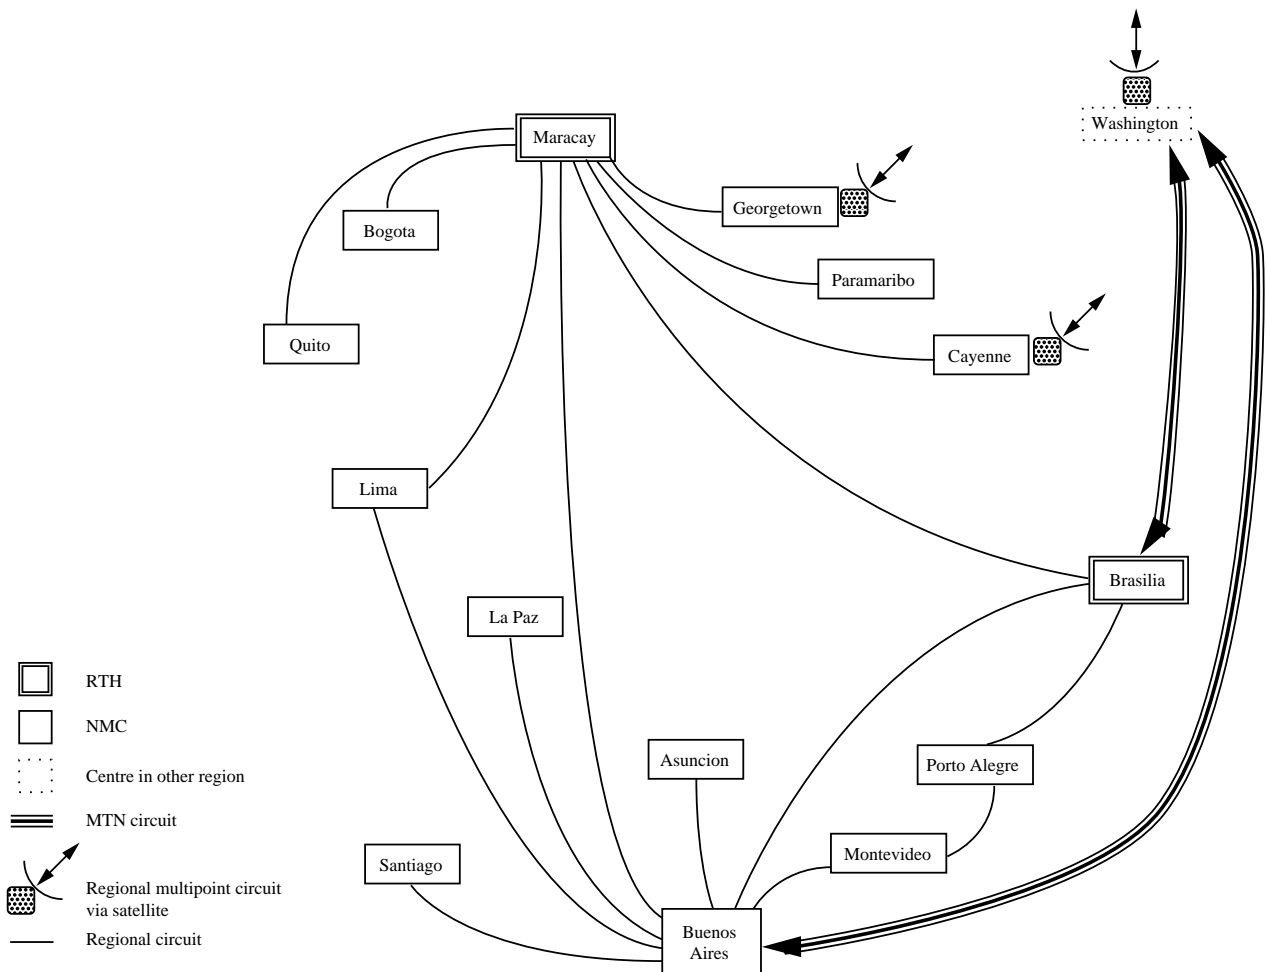 Washington
Maracay
Georgetown
Bogota
Paramaribo
Quito
Cayenne
Lima
Brasilia
La Paz
RTH
NMC
Asuncion
Porto Alegre
Centre in other region
MTN circuit
Montevideo
Santiago
Regional multipoint circuit
via satellite
Buenos
Aires
Regional circuit